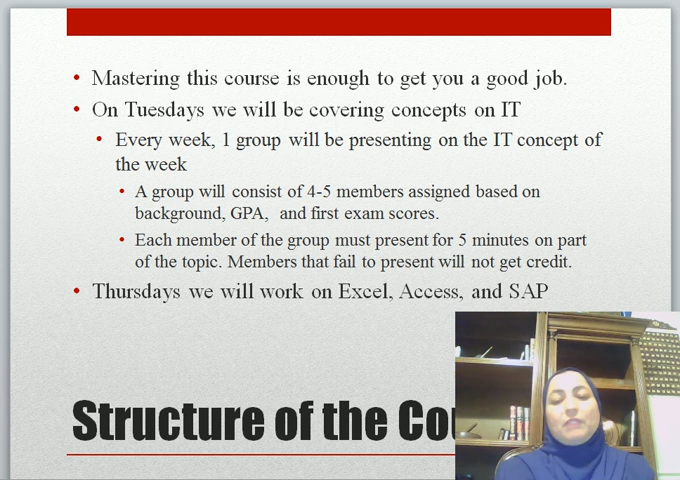 Mastering this course is enough to get you a good job.
On Tuesdays we will be covering concepts on IT
Every week, 1 group will be presenting on the IT concept of
the week
A group will consist of 4-5 members assigned based on
background, GPA, and first exam scores.
Each member of the group must present for 5 minutes on part
of the topic. Members that fail to present will not get credit.
Thursdays we will work on Excel, Access, and SAP
Structure of the